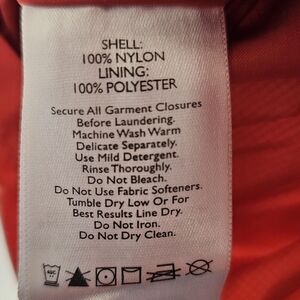 SHELL:
100% NYLON
LINING:
100% POLYESTER
Secure All Garment Closures
Before Laundering.
Machine Wash Warm
Delicate Separately.
Use Mild Detergent.
Rinse Thoroughly.
Do Not Bleach.
Do Not Use Fabric Softeners.
Tumble Dry Low Or For
Best Results Line Dry.
Do Not Iron.
Do Not Dry Clean.